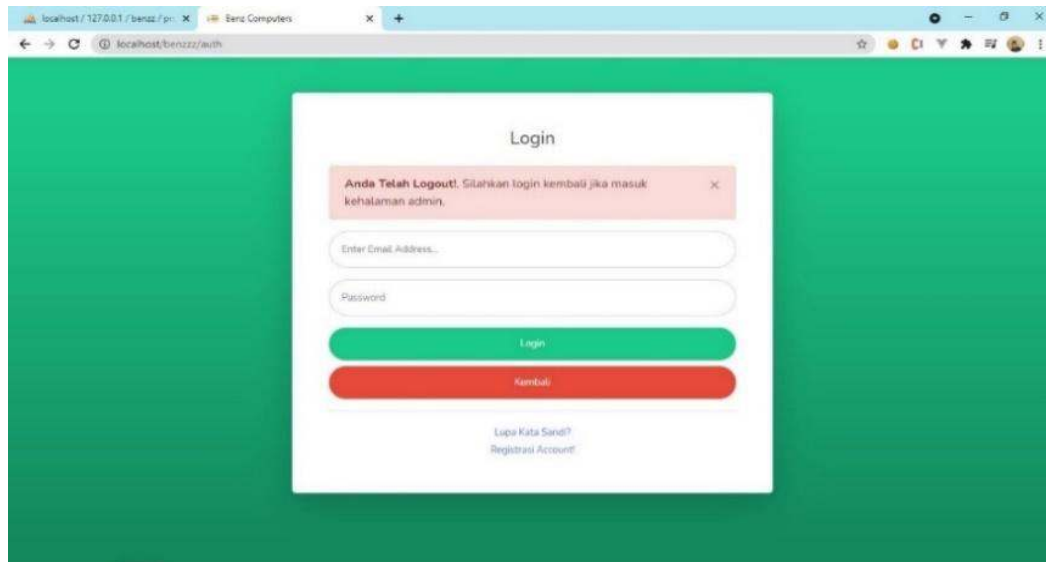 localhost / 127.0.0.1 / benzz / pr
Benz Computers
localhost/benzzz/auth
Login
Anda Telah Logout!. Silahkan login kembali jika masuk
kehalaman admin.
Enter Email Address...
Password
Login
Kembali
Lupa Kata Sandi?
Registrasi Account!